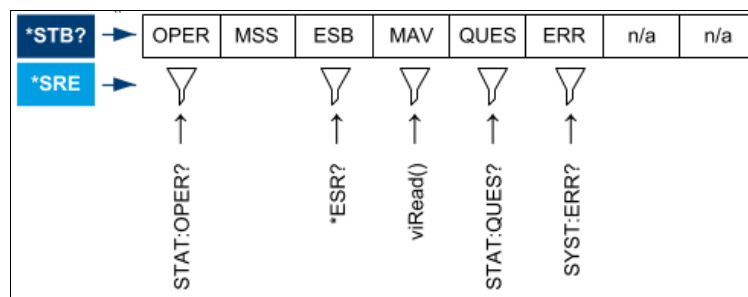 *STB? OPER MSS ESB MAV QUES ERR n/a n/a
*SRE
STAT:OPER?
*ESR?
viRead()
STAT:QUES?
SYST:ERR?